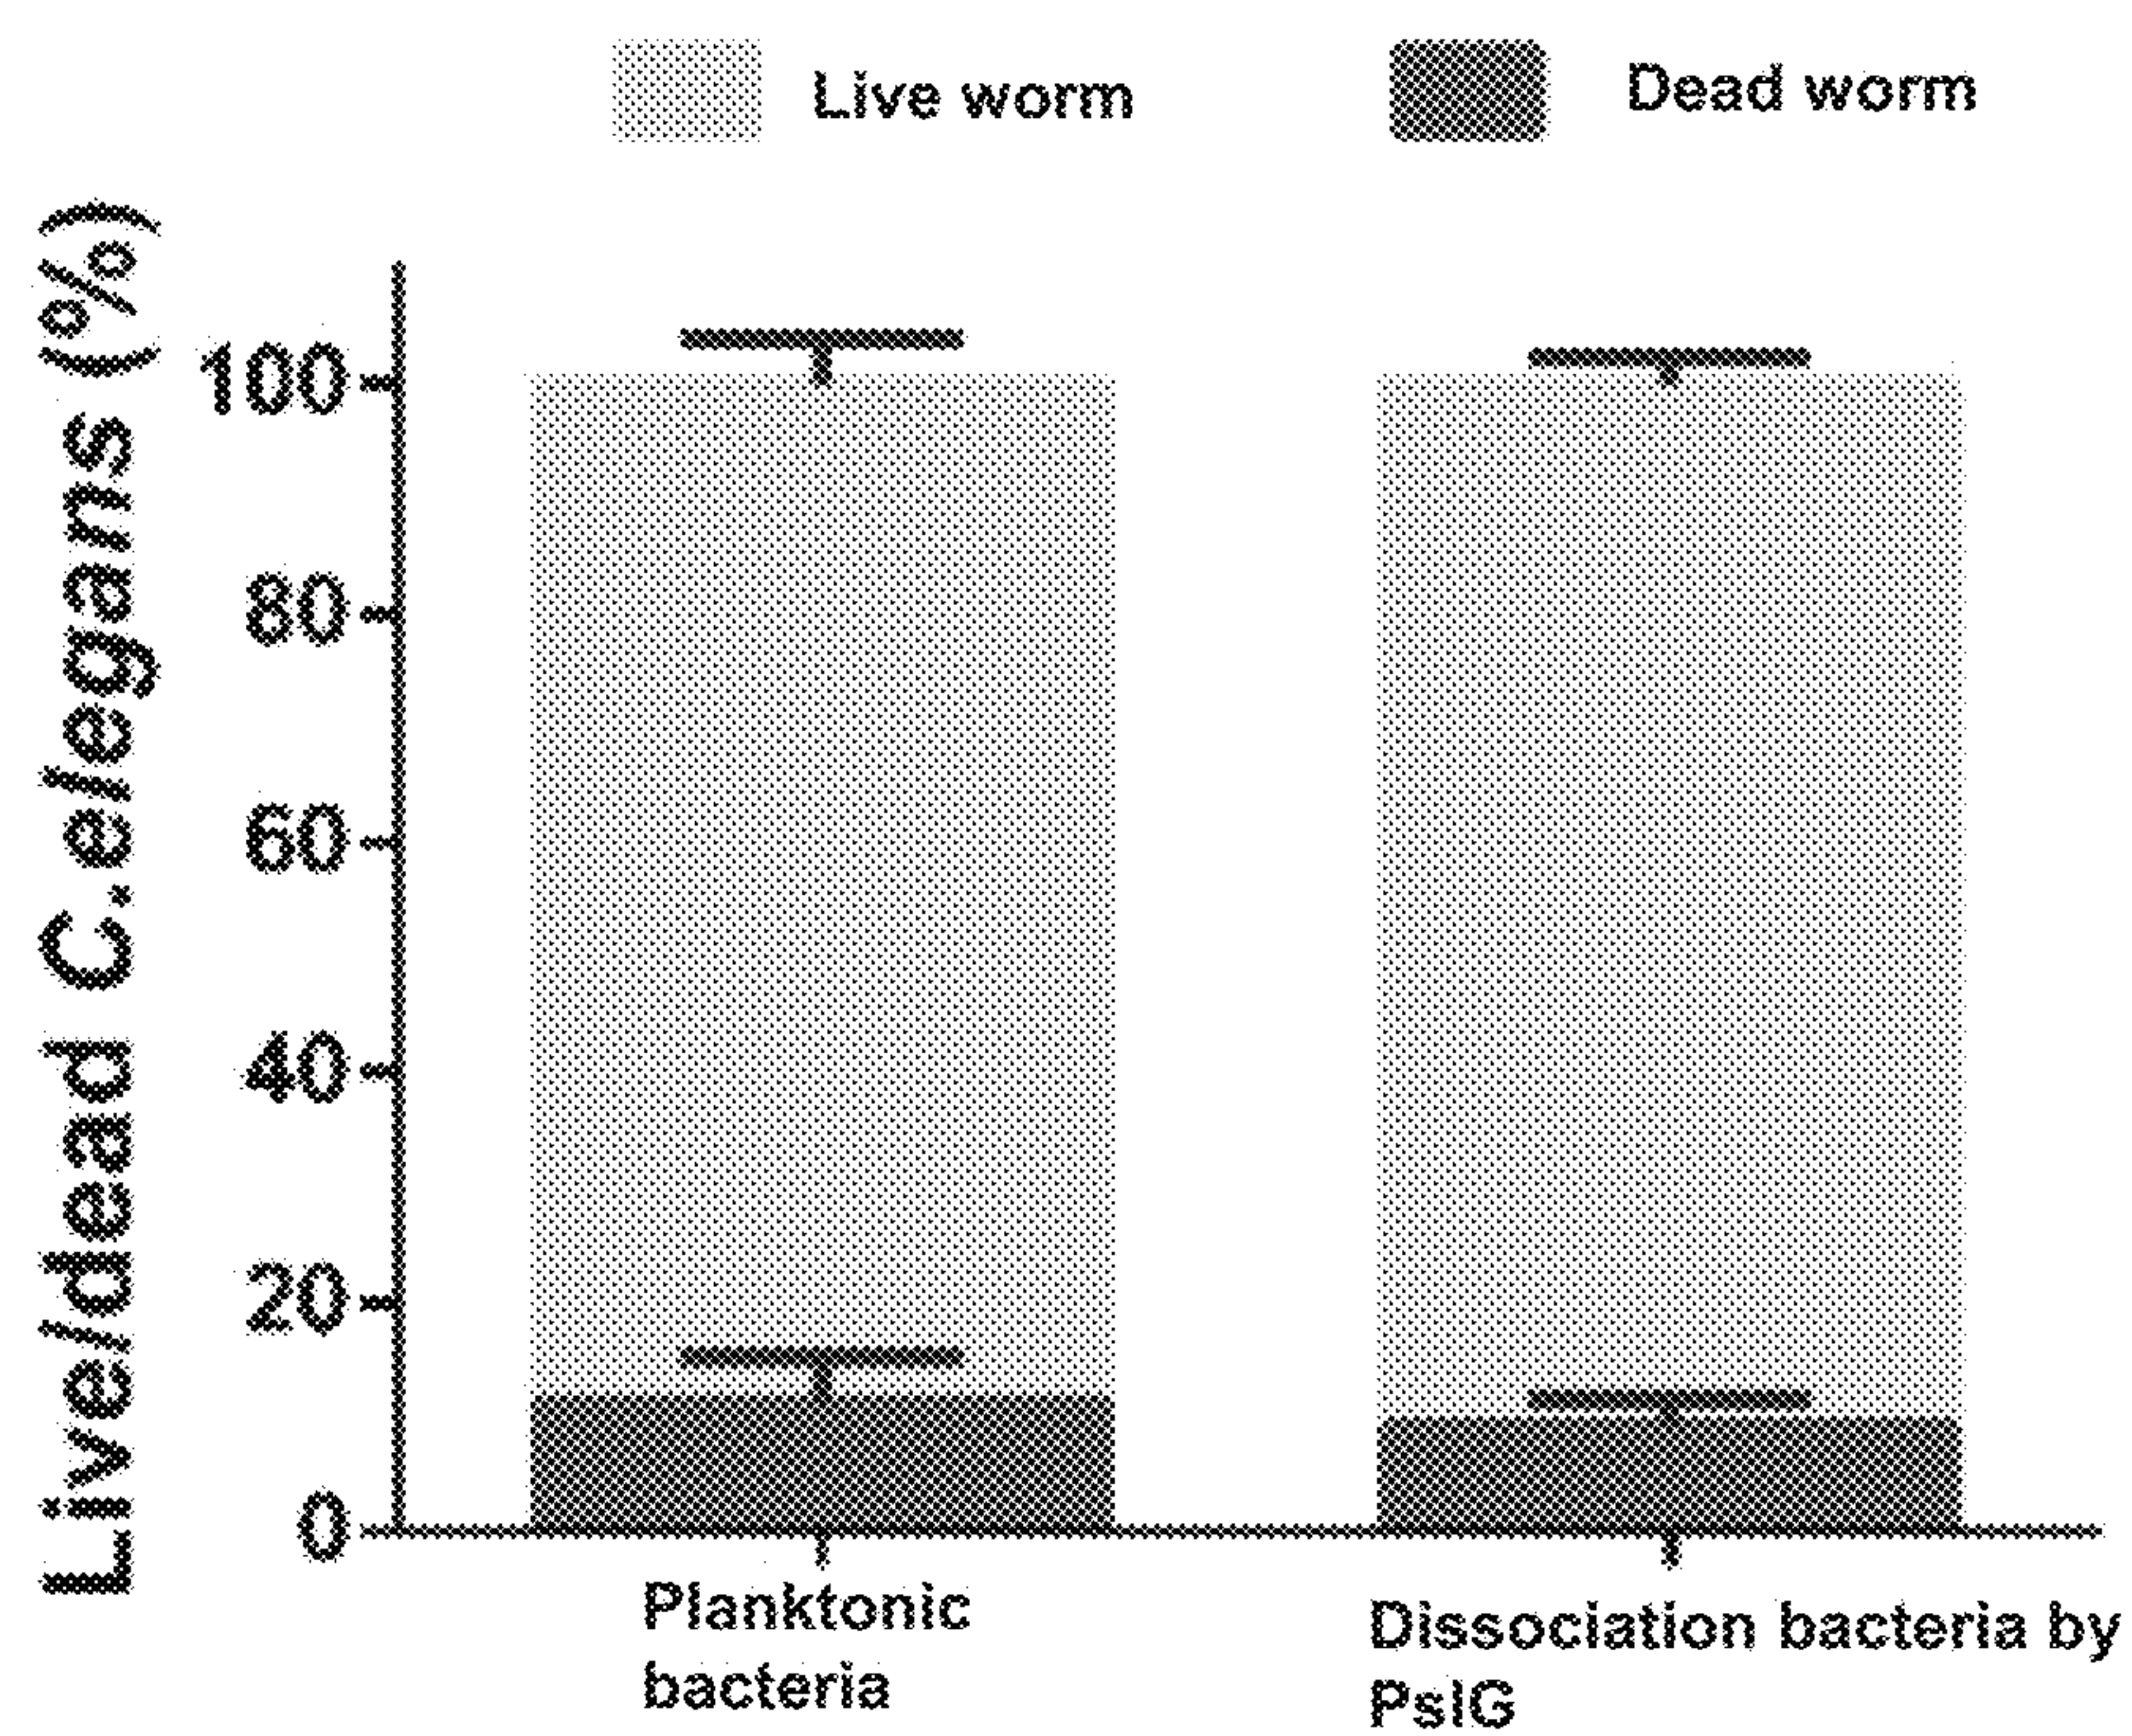 Live worm
Dead worm
Live/dead C.elegans (%)
100
80
60
40
20
0
Planktonic
bacteria
Dissociation bacteria by
PslG